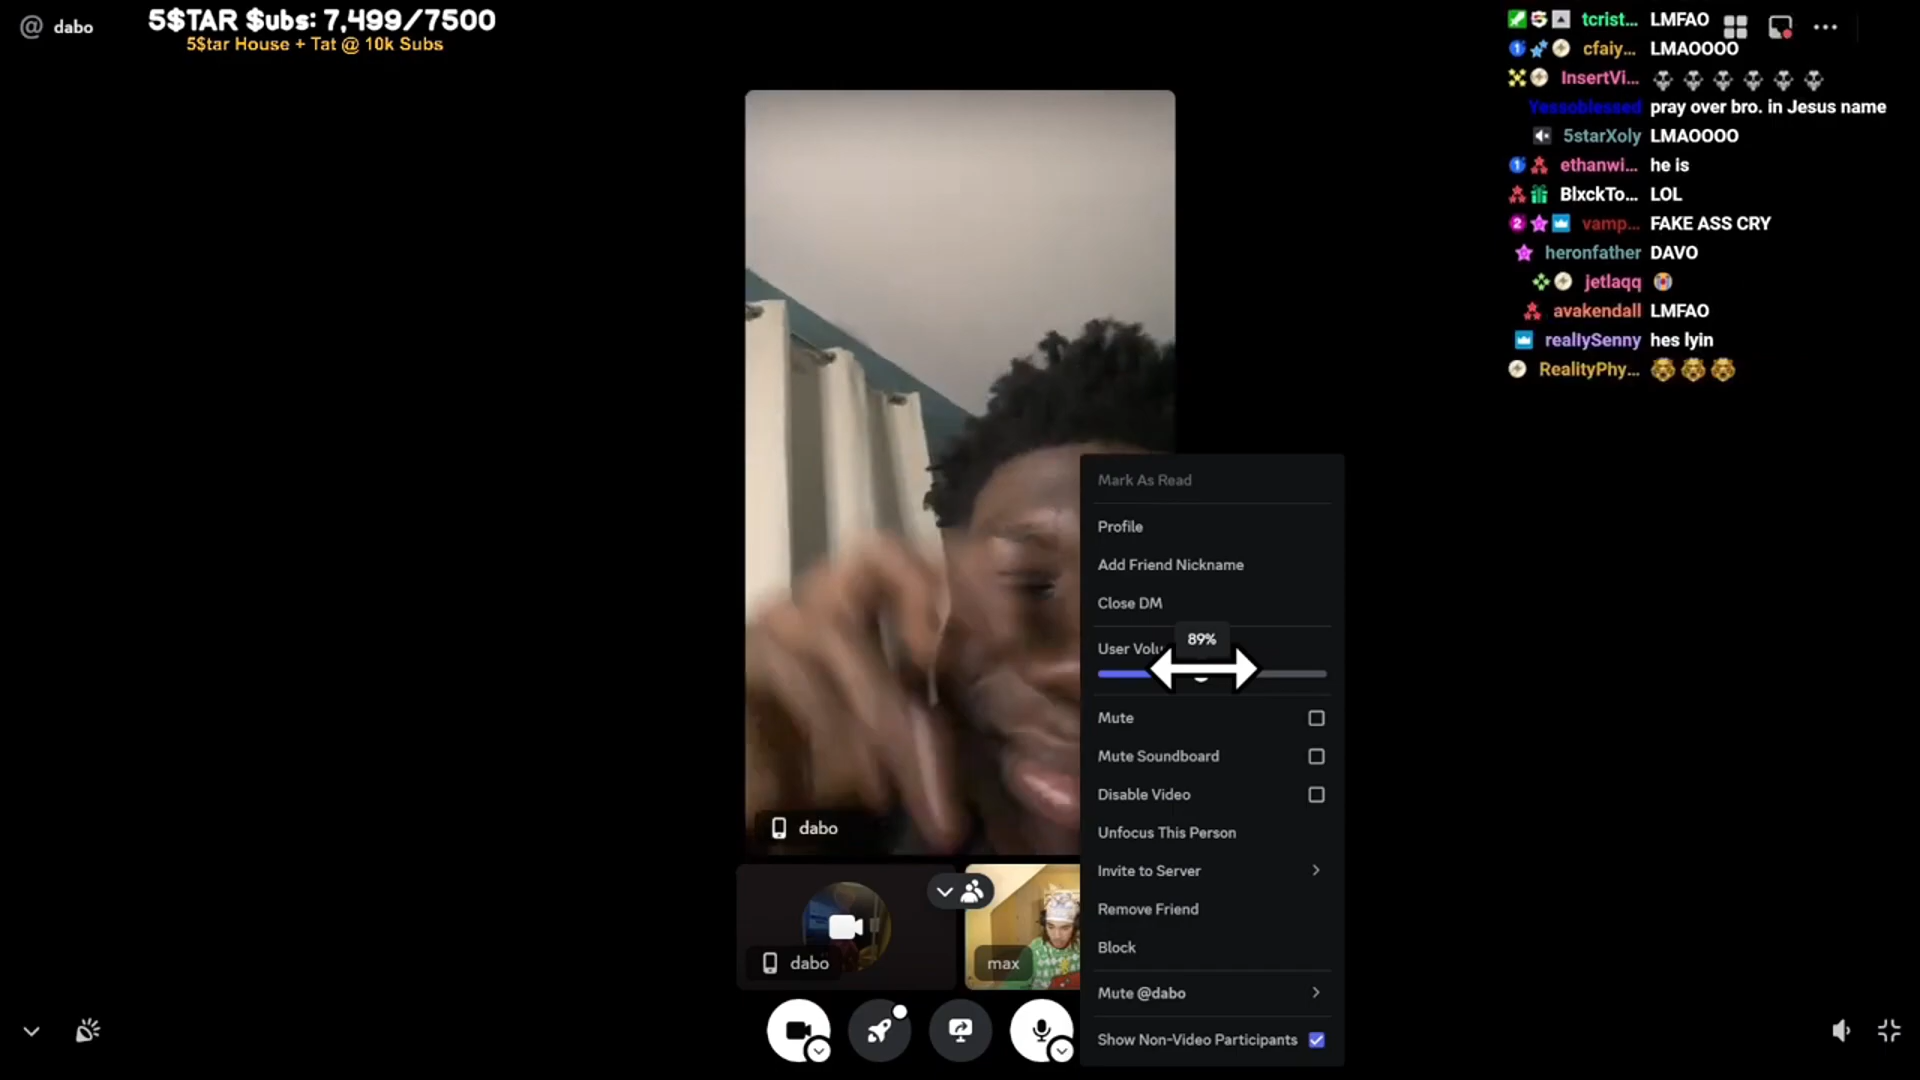 @ dabo
5$TAR $ubs: 7,499/7500
5$tar House + Tat @ 10k Subs
tcrist... LMFAO
cfaiy... LMAOOOO
InsertVi...
Yessoblessed pray over bro. in Jesus name
5starXoly LMAOOOO
1 ethanwi... he is
BlxckTo... LOL
2 vamp... FAKE ASS CRY
heronfather DAVO
jetlaqq
avakendall LMFAO
reallySenny hes lyin
RealityPhy...
Mark As Read
Profile
Add Friend Nickname
Close DM
89%
User Volu
Mute
Mute Soundboard
Disable Video
Unfocus This Person
Invite to Server
Remove Friend
Block
Mute @dabo
Show Non-Video Participants
dabo
dabo
max